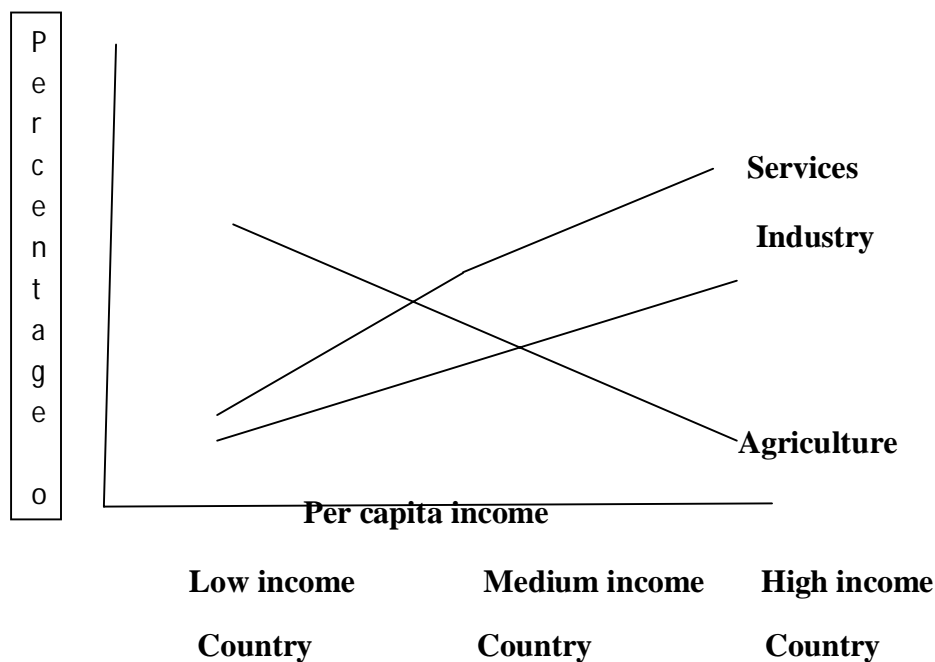 Percentage o
Services
Industry
Agriculture
Per capita income
Low income Medium income High income
Country Country Country